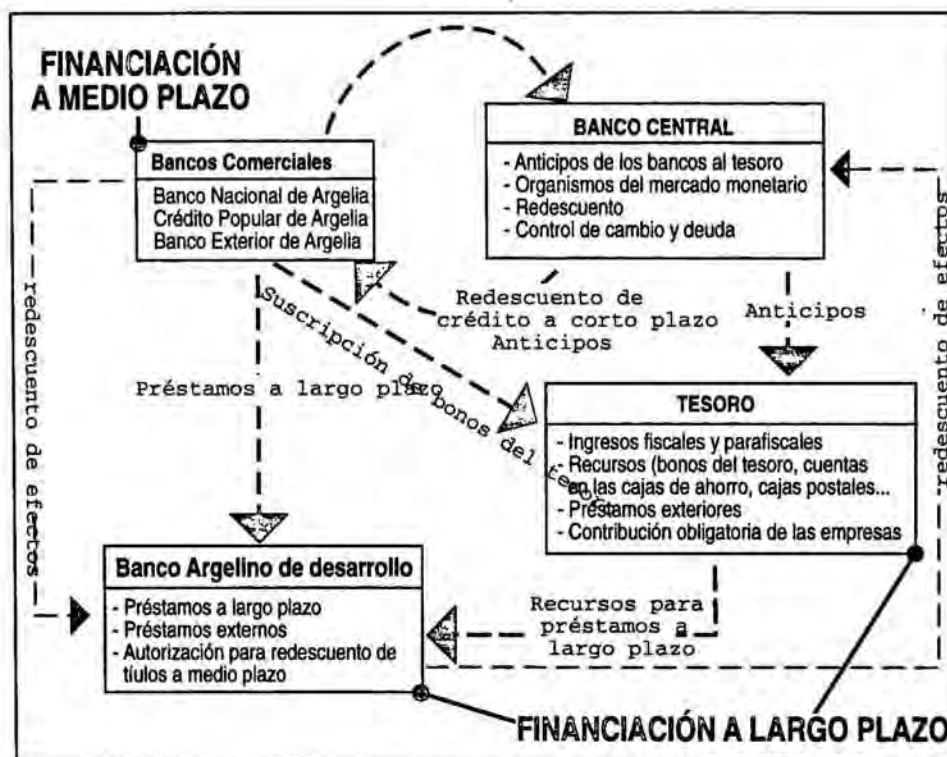 FINANCIACIÓN
A MEDIO PLAZO
Bancos Comerciales
Banco Nacional de Argelia
Crédito Popular de Argelia
Banco Exterior de Argelia
BANCO CENTRAL
- Anticipos de los bancos al tesoro
- Organismos del mercado monetario
- Redescuento
- Control de cambio y deuda
redescuento de efectos
Suscripción de bonos del tesoro
Redescuento de
crédito a corto plazo
Anticipos
Anticipos
redescuento de efectos
Préstamos a largo plazo
TESORO
- Ingresos fiscales y parafiscales
- Recursos (bonos del tesoro, cuentas
en las cajas de ahorro, cajas postales...
- Préstamos exteriores
- Contribución obligatoria de las empresas
Banco Argelino de desarrollo
- Préstamos a largo plazo
- Préstamos externos
- Autorización para redescuento de
tíulos a medio plazo
Recursos para
préstamos a
largo plazo
FINANCIACIÓN A LARGO PLAZO